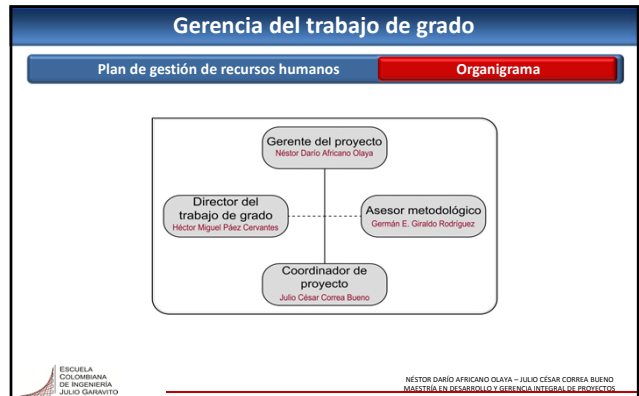 Gerencia del trabajo de grado
Plan de gestión de recursos humanos
Organigrama
Gerente del proyecto
Néstor Darío Africano Olaya
Director del
trabajo de grado
Héctor Miguel Páez Cervantes
Asesor metodológico
Germán E. Giraldo Rodríguez
Coordinador de
proyecto
Julio César Correa Bueno
ESCUELA
COLOMBIANA
DE INGENIERÍA
JULIO GARAVITO
NÉSTOR DARÍO AFRICANO OLAYA – JULIO CÉSAR CORREA BUENO
MAESTRÍA EN DESARROLLO Y GERENCIA INTEGRAL DE PROYECTOS